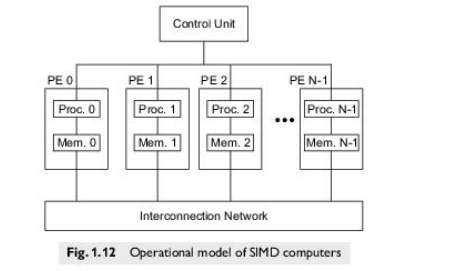 Control Unit
PE 0 PE 1 PE 2 PE N-1
Proc. 0 Proc. 1 Proc. 2 Proc. N-1
Mem. 0 Mem. 1 Mem. 2 Mem. N-1
Interconnection Network
Fig. 1.12 Operational model of SIMD computers